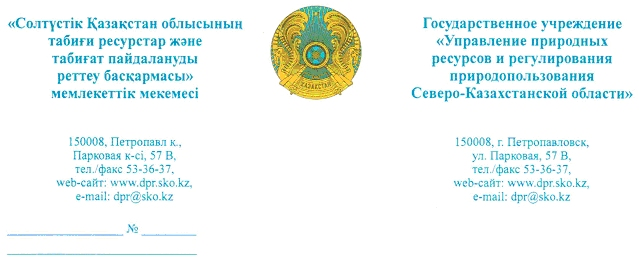 «Солтүстік Қазақстан облысының
табиғи ресурстар және
табиғат пайдалануды
реттеу басқармасы»
мемлекеттік мекемесі
150008, Петропавл к.,
Парковая к-сі, 57 В,
тел./факс 53-36-37,
web-сайт: www.dpr.sko.kz,
e-mail: dpr@sko.kz
№
ҚАЗАҚСТАН
Государственное учреждение
«Управление природных
ресурсов и регулирования
природопользования
Северо-Казахстанской области»
150008, г. Петропавловск,
ул. Парковая, 57 В,
тел./факс 53-36-37,
web-сайт: www.dpr.sko.kz,
e-mail: dpr@sko.kz